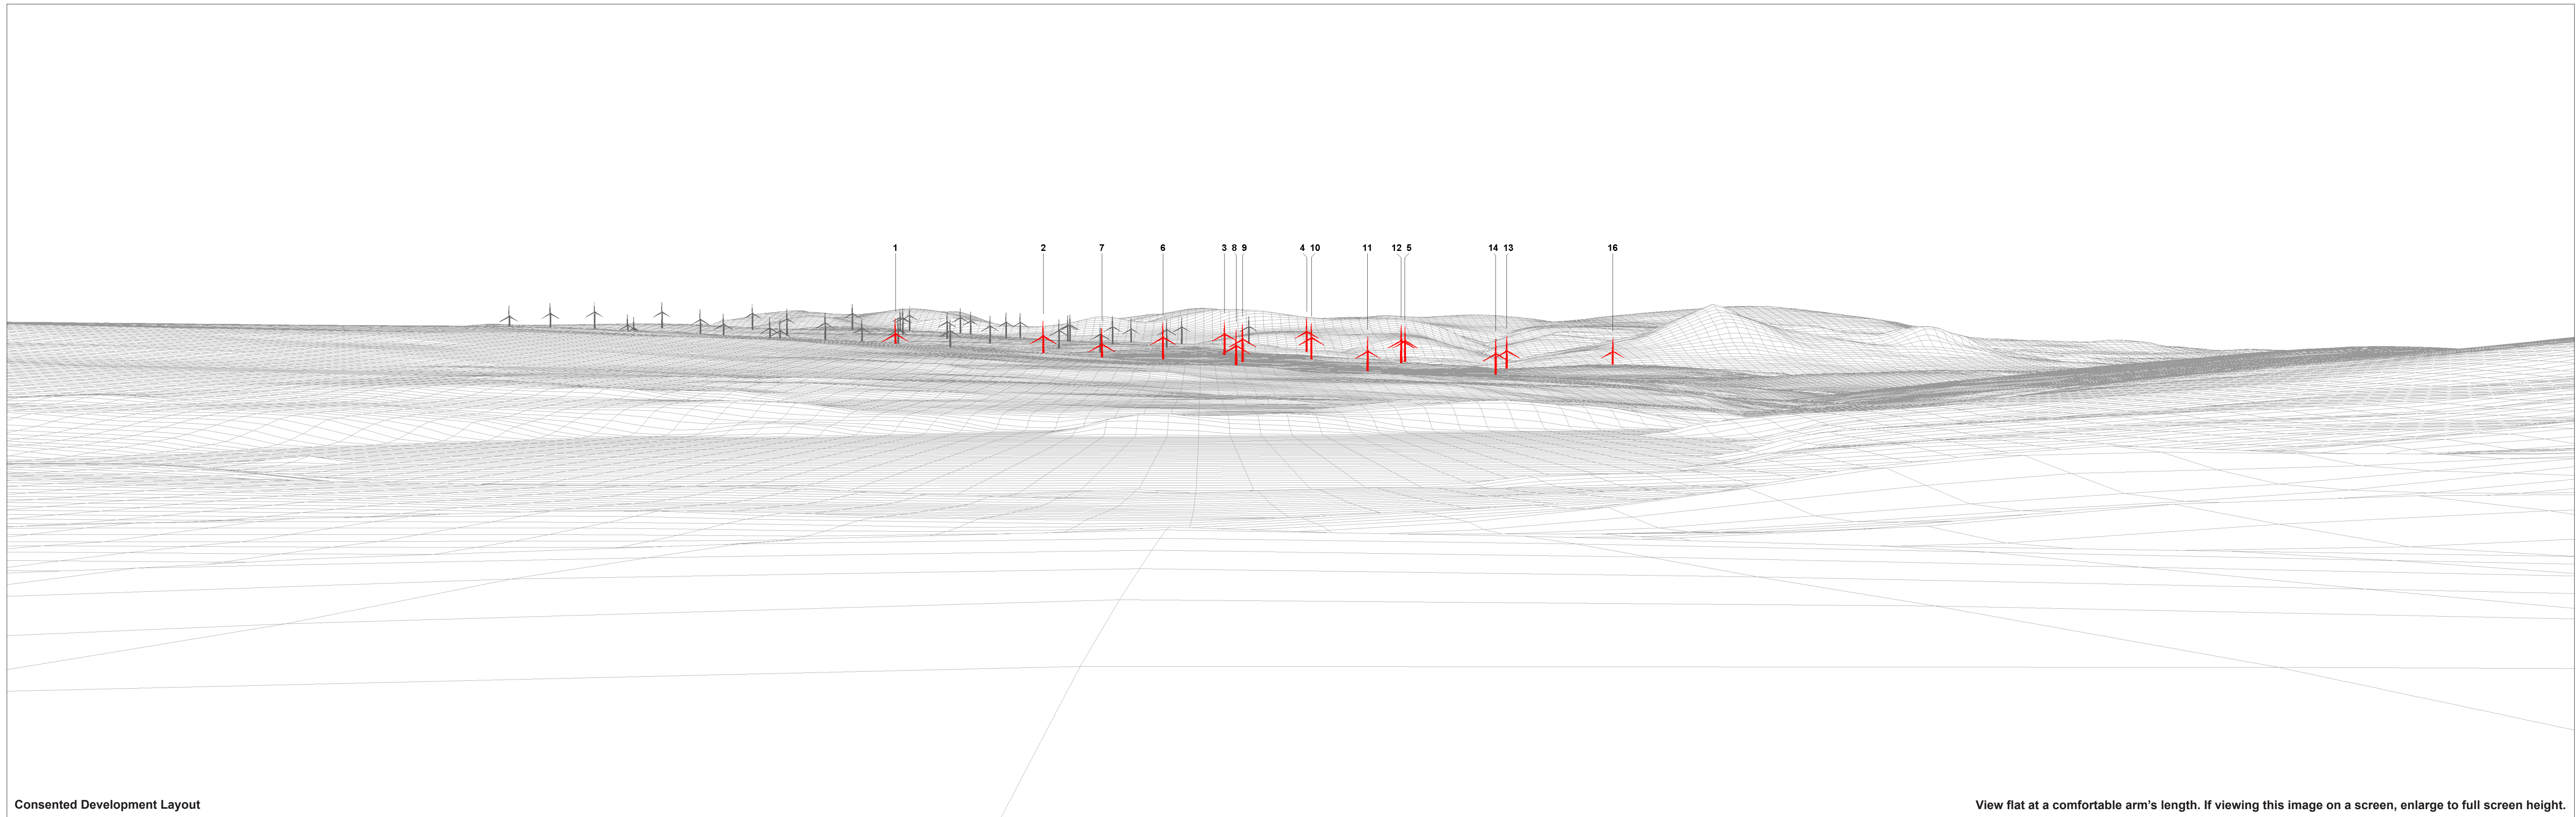 1 2 7 6 3 8 9 4 10 11 12 5 14 13 16
Consented Development Layout
View flat at a comfortable arm's length. If viewing this image on a screen, enlarge to full screen height.